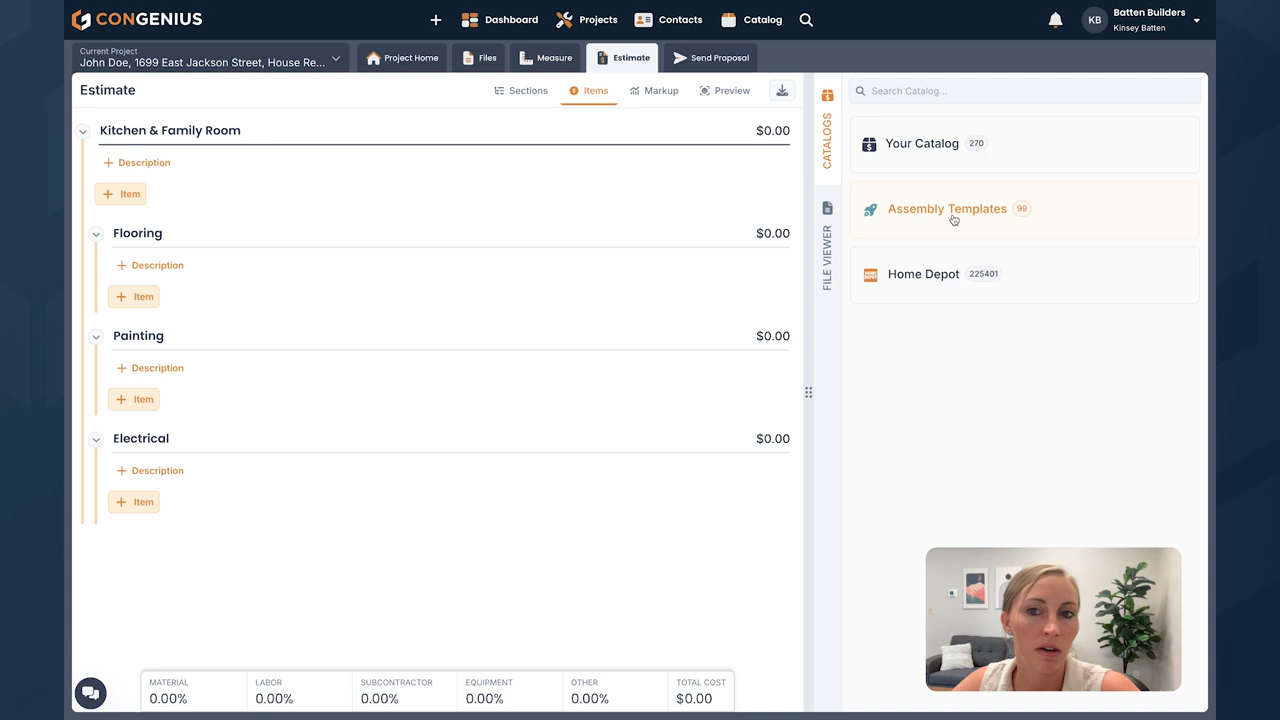 CONGENIUS
Dashboard
Projects
Contacts
Catalog
KB
Batten Builders
Kinsey Batten
Current Project
John Doe, 1699 East Jackson Street, House Re...
Project Home
Files
Measure
Estimate
Send Proposal
Estimate
Sections
Items
Markup
Preview
Kitchen & Family Room
$0.00
+ Description
+ Item
Flooring
$0.00
+ Description
+ Item
Painting
$0.00
+ Description
+ Item
Electrical
$0.00
+ Description
+ Item
MATERIAL
0.00%
LABOR
0.00%
SUBCONTRACTOR
0.00%
EQUIPMENT
0.00%
OTHER
0.00%
TOTAL COST
$0.00
CATALOGS
FILE VIEWER
Search Catalog...
Your Catalog 270
Assembly Templates 99
Home Depot 225401